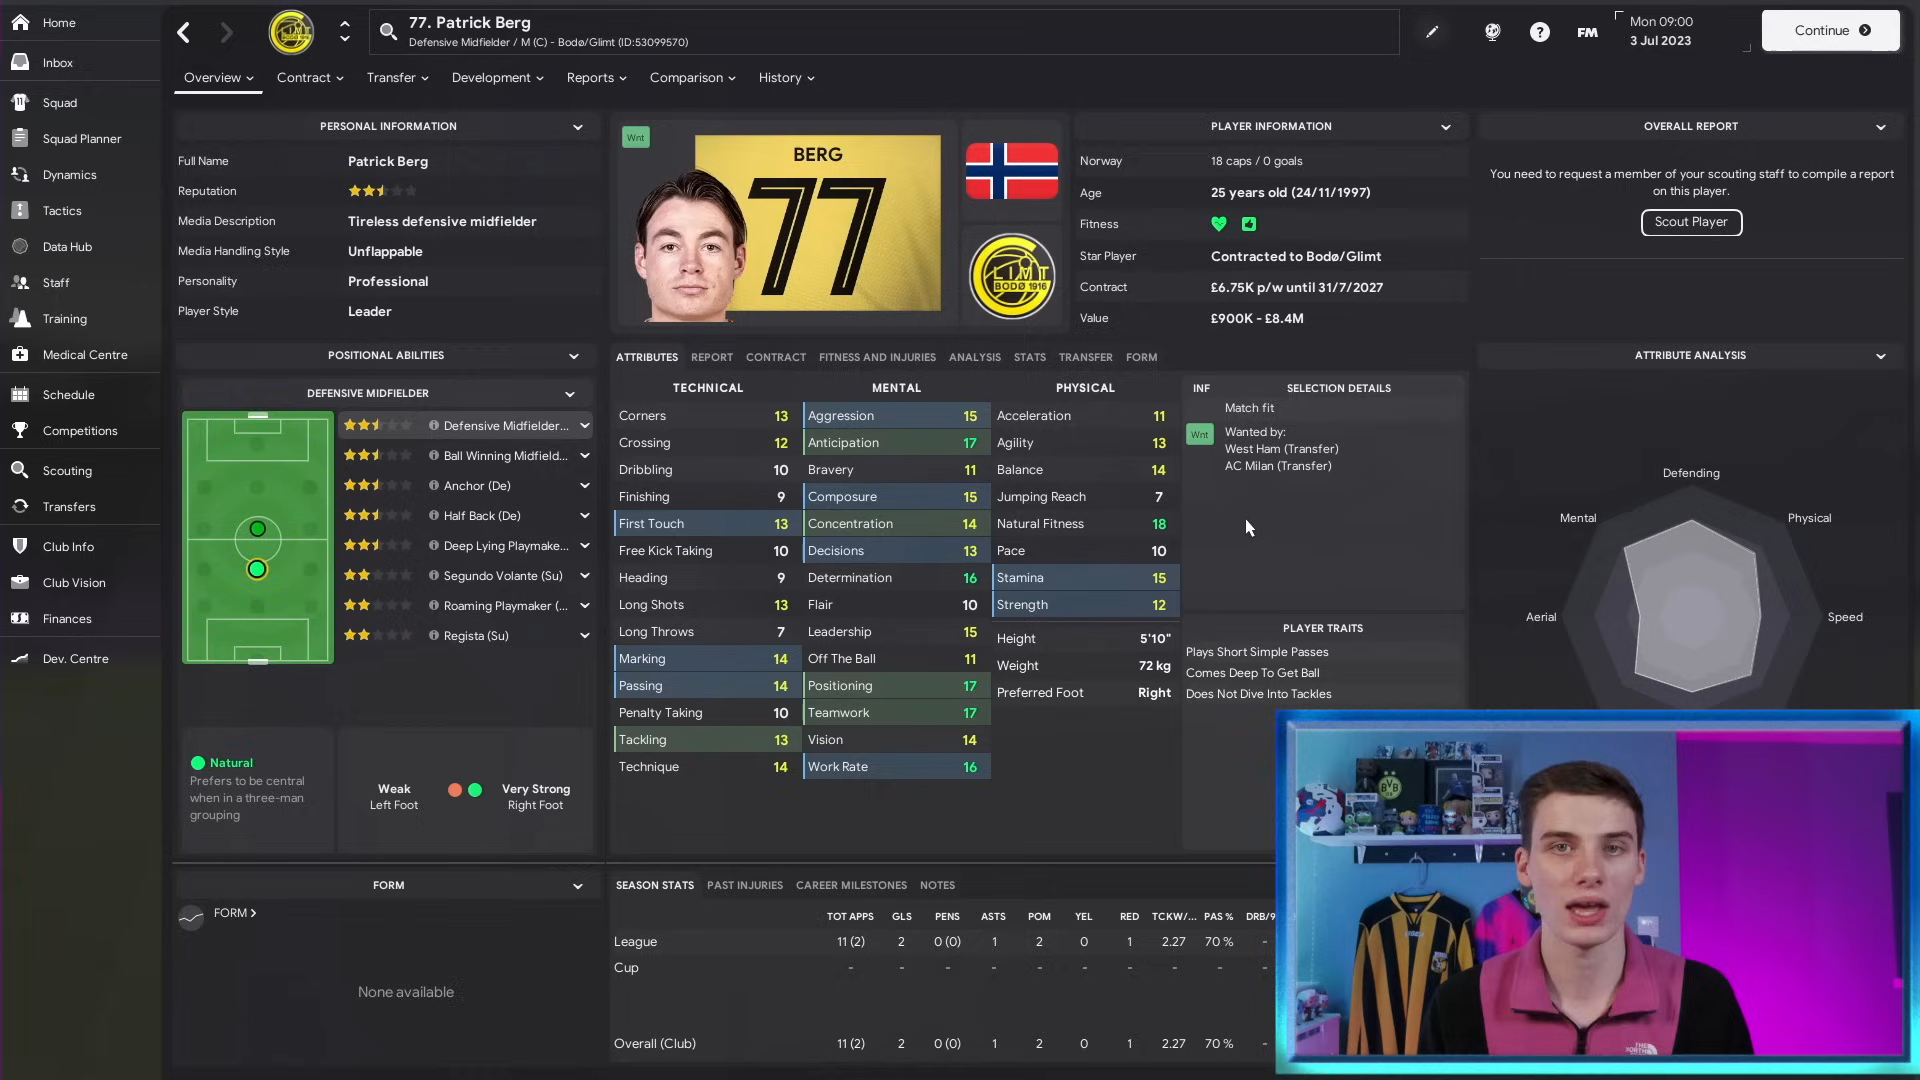 Home
Inbox
Squad
Squad Planner
Dynamics
Tactics
Data Hub
Staff
Training
Medical Centre
Schedule
Competitions
Scouting
Transfers
Club Info
Club Vision
Finances
Dev. Centre
77. Patrick Berg
Defensive Midfielder / M (C) - Bodø/Glimt (ID:53099570)
FM
Mon 09:00
3 Jul 2023
Continue
Overview
Contract
Transfer
Development
Reports
Comparison
History
PERSONAL INFORMATION
Full Name Patrick Berg
Reputation
Media Description Tireless defensive midfielder
Media Handling Style Unflappable
Personality Professional
Player Style Leader
Wnt
BERG
77
GLIMT
BODØ 1916
PLAYER INFORMATION
Norway 18 caps / 0 goals
Age 25 years old (24/11/1997)
Fitness
Star Player Contracted to Bodø/Glimt
Contract £6.75K p/w until 31/7/2027
Value £900K - £8.4M
OVERALL REPORT
You need to request a member of your scouting staff to compile a report
on this player.
Scout Player
POSITIONAL ABILITIES
DEFENSIVE MIDFIELDER
Defensive Midfielder...
Ball Winning Midfield...
Anchor (De)
Half Back (De)
Deep Lying Playmake...
Segundo Volante (Su)
Roaming Playmaker (...
Regista (Su)
Natural
Prefers to be central
when in a three-man
grouping
Weak
Left Foot
Very Strong
Right Foot
ATTRIBUTES REPORT CONTRACT FITNESS AND INJURIES ANALYSIS STATS TRANSFER FORM
TECHNICAL
Corners 13
Crossing 12
Dribbling 10
Finishing 9
First Touch 13
Free Kick Taking 10
Heading 9
Long Shots 13
Long Throws 7
Marking 14
Passing 14
Penalty Taking 10
Tackling 13
Technique 14
MENTAL
Aggression 15
Anticipation 17
Bravery 11
Composure 15
Concentration 14
Decisions 13
Determination 16
Flair 10
Leadership 15
Off The Ball 11
Positioning 17
Teamwork 17
Vision 14
Work Rate 16
PHYSICAL
Acceleration 11
Agility 13
Balance 14
Jumping Reach 7
Natural Fitness 18
Pace 10
Stamina 15
Strength 12
Height 5'10"
Weight 72 kg
Preferred Foot Right
INF SELECTION DETAILS
Match fit
Wnt
Wanted by:
West Ham (Transfer)
AC Milan (Transfer)
PLAYER TRAITS
Plays Short Simple Passes
Comes Deep To Get Ball
Does Not Dive Into Tackles
ATTRIBUTE ANALYSIS
Defending
Mental
Physical
Aerial
Speed
FORM
FORM
None available
SEASON STATS PAST INJURIES CAREER MILESTONES NOTES
TOT APPS GLS PENS ASTS POM YEL RED TCKW/... PAS % DRB/9
League 11 (2) 2 0 (0) 1 2 0 1 2.27 70 % -
Cup - - - - - - - - - -
Overall (Club) 11 (2) 2 0 (0) 1 2 0 1 2.27 70 % -
BVB
09